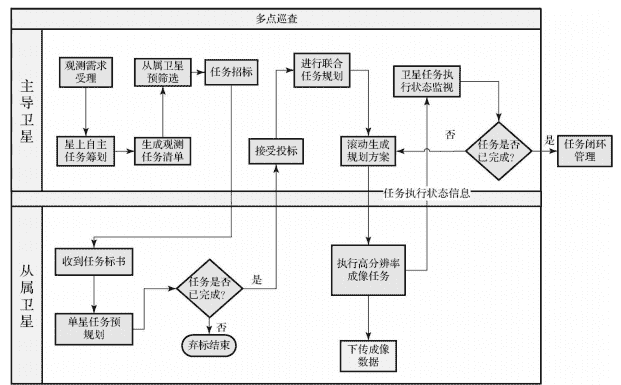 多点巡查
主导卫星
观测需求
受理
从属卫星
预筛选
任务招标
星上自主
任务筹划
生成观测
任务清单
接受投标
进行联合
任务规划
滚动生成
规划方案
卫星任务执
行状态监视
否
任务是否
已完成?
是
任务闭环
管理
任务执行状态信息
从属卫星
收到任务标书
单星任务预
规划
任务是否
已完成?
是
否
弃标结束
执行高分辨率
成像任务
下传成像
数据